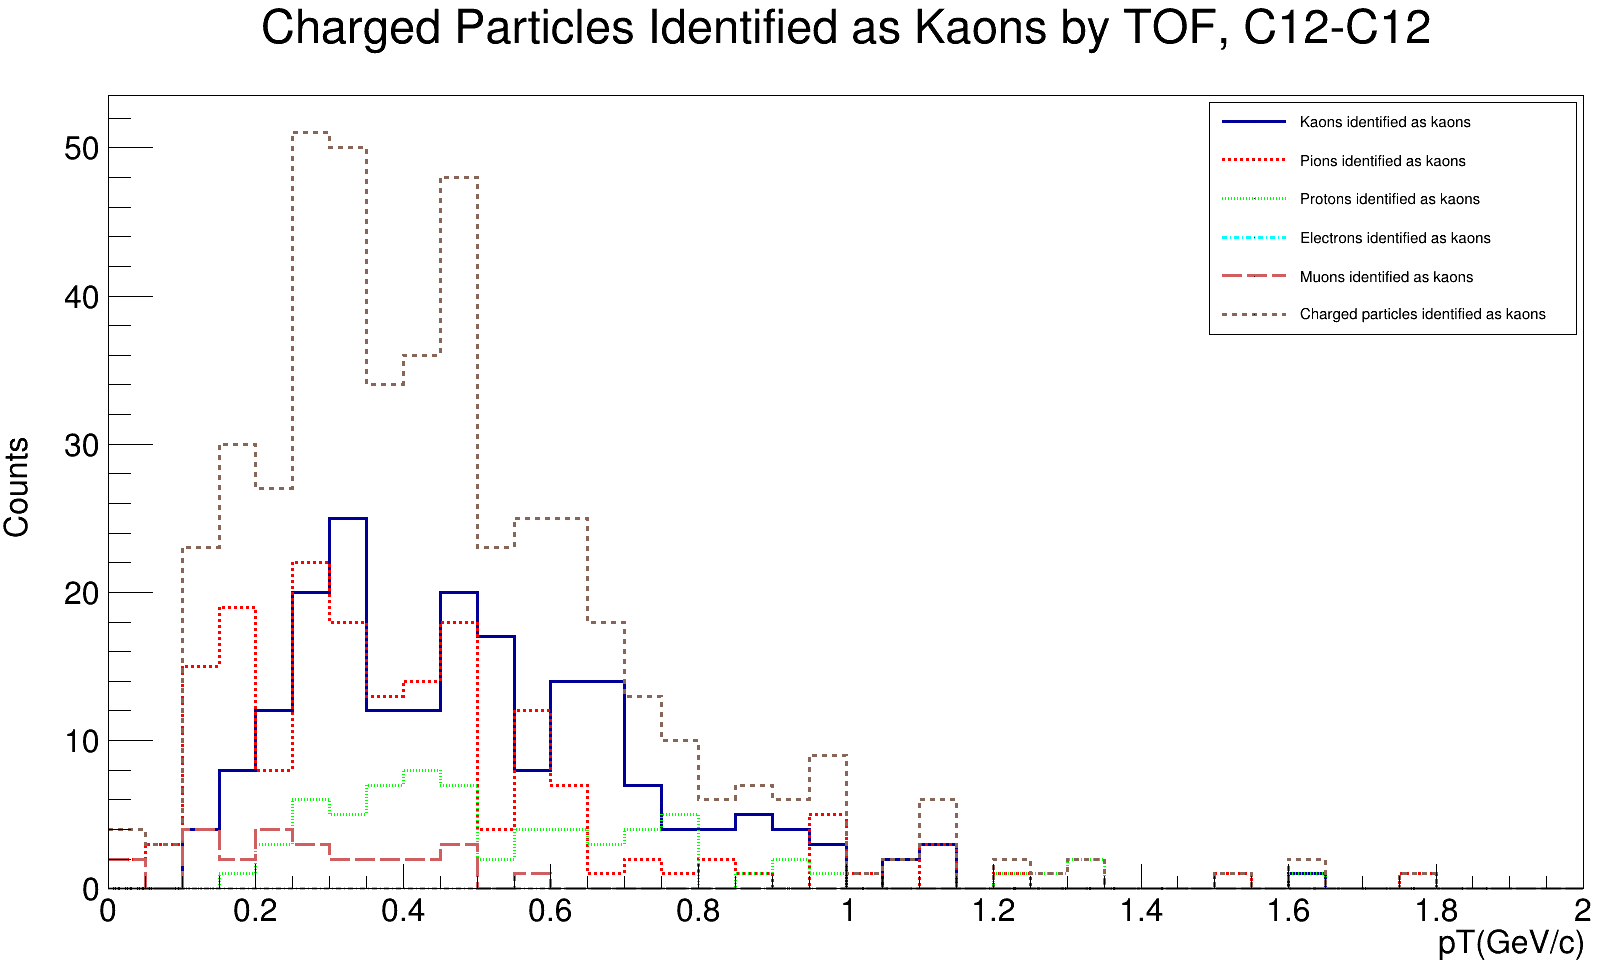 Charged Particles Identified as Kaons by TOF, C12-C12
Kaons identified as kaons
Pions identified as kaons
Protons identified as kaons
Electrons identified as kaons
Muons identified as kaons
Charged particles identified as kaons
Counts
50
40
30
20
10
0
0 0.2 0.4 0.6 0.8 1 1.2 1.4 1.6 1.8 2
pT(GeV/c)